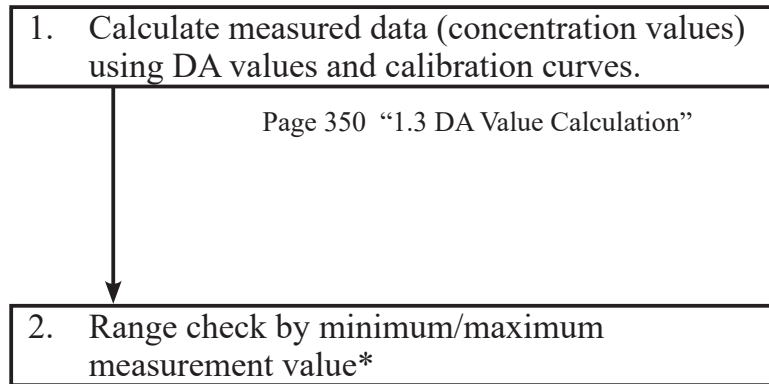 1. Calculate measured data (concentration values)
using DA values and calibration curves.
Page 350 “1.3 DA Value Calculation”
2. Range check by minimum/maximum
measurement value*